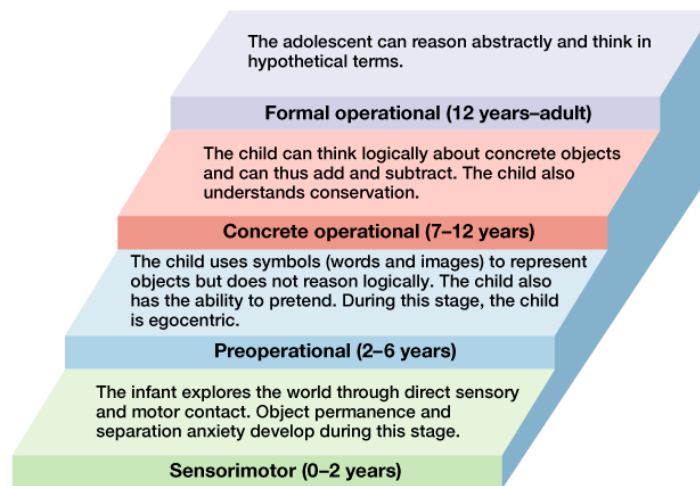 The adolescent can reason abstractly and think in
hypothetical terms.
Formal operational (12 years–adult)
The child can think logically about concrete objects
and can thus add and subtract. The child also
understands conservation.
Concrete operational (7–12 years)
The child uses symbols (words and images) to represent
objects but does not reason logically. The child also
has the ability to pretend. During this stage, the child
is egocentric.
Preoperational (2–6 years)
The infant explores the world through direct sensory
and motor contact. Object permanence and
separation anxiety develop during this stage.
Sensorimotor (0–2 years)